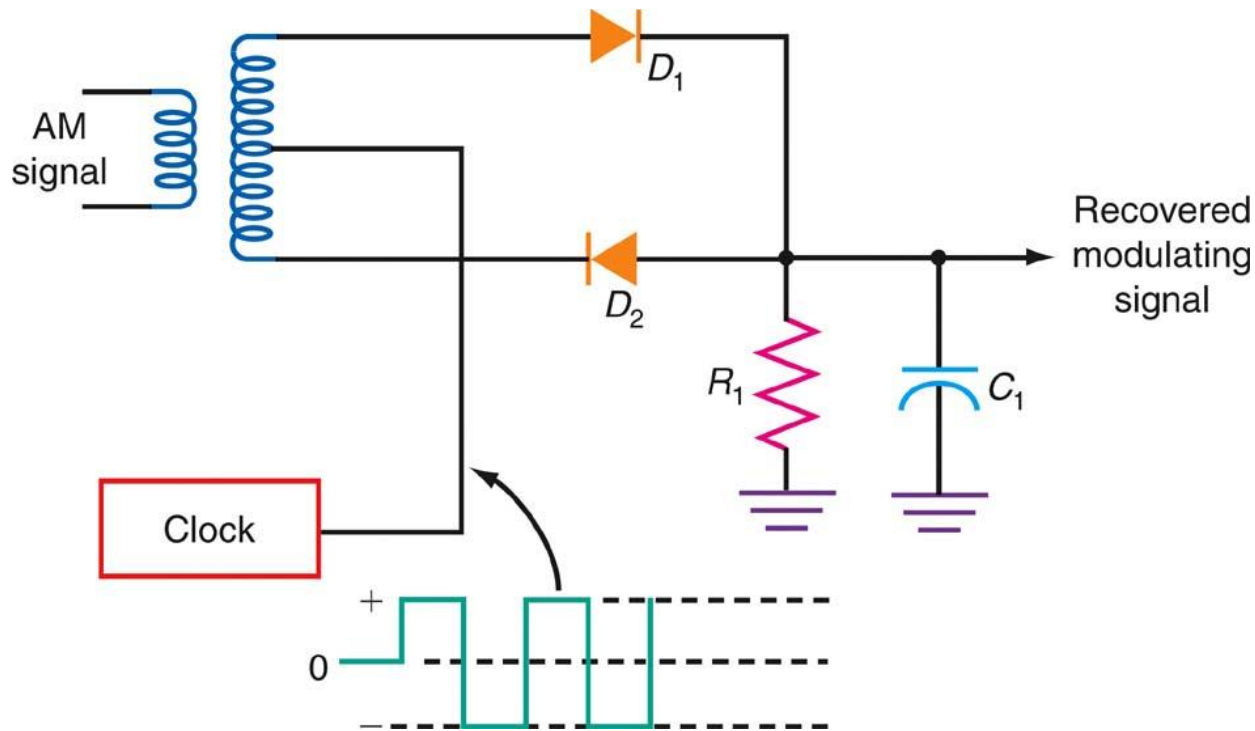 D1
AM
signal
Recovered
modulating
signal
D2
R1
C1
Clock
+
0
−